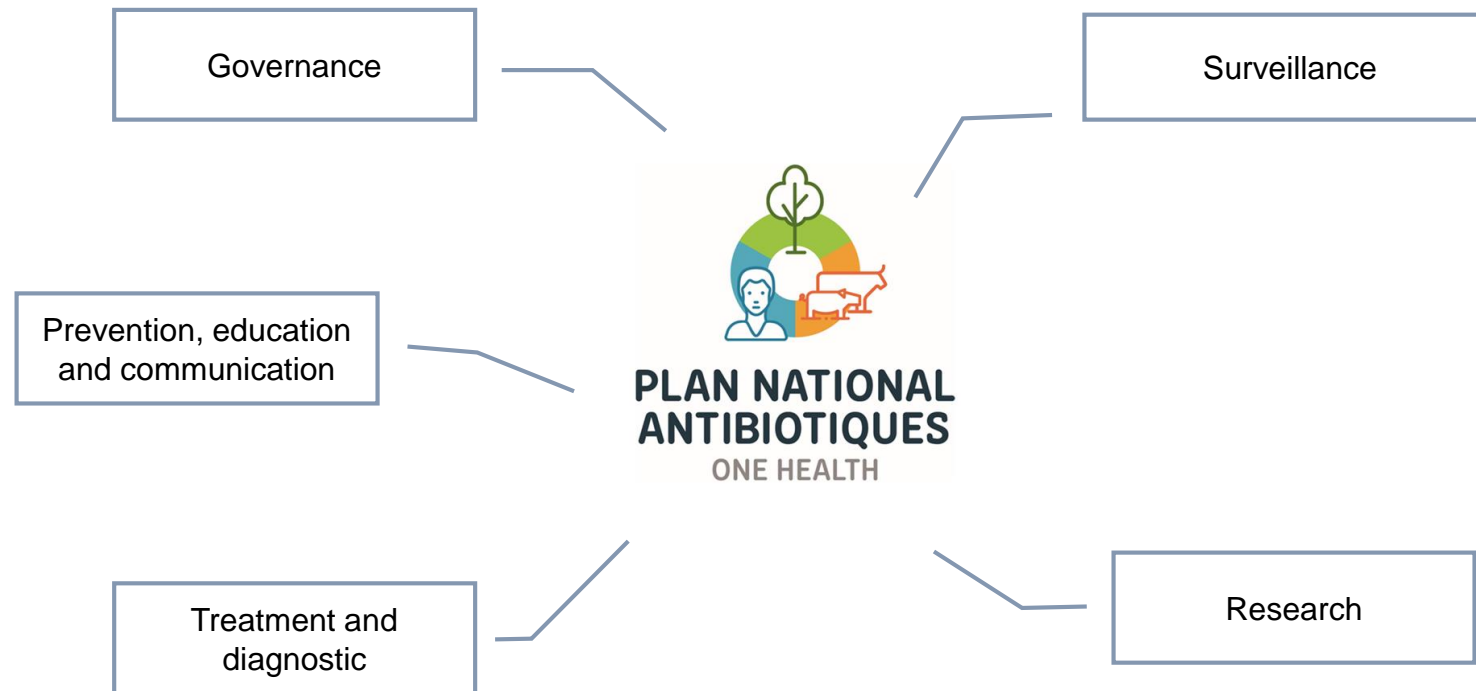 Governance
Surveillance
Prevention, education
and communication
PLAN NATIONAL
ANTIBIOTIQUES
ONE HEALTH
Treatment and
diagnostic
Research